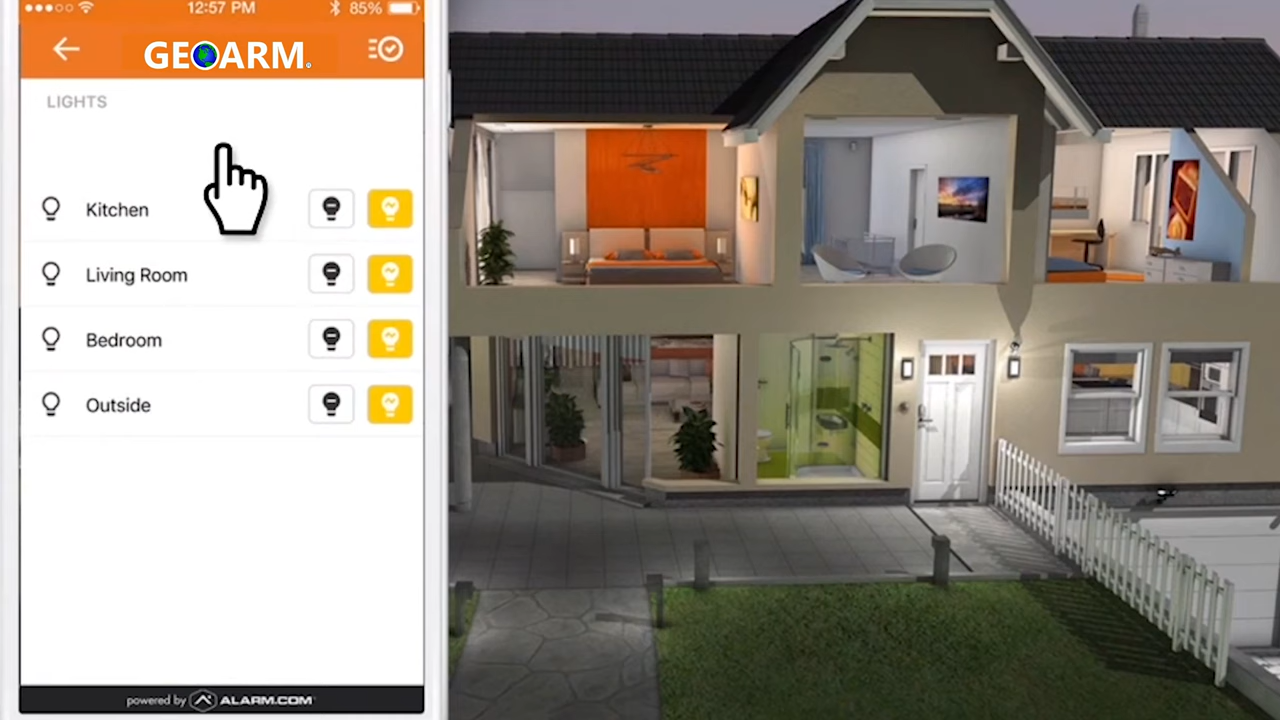 12:57 PM
85%
GEOARM
LIGHTS
Kitchen
Living Room
Bedroom
Outside
powered by ALARM.COM